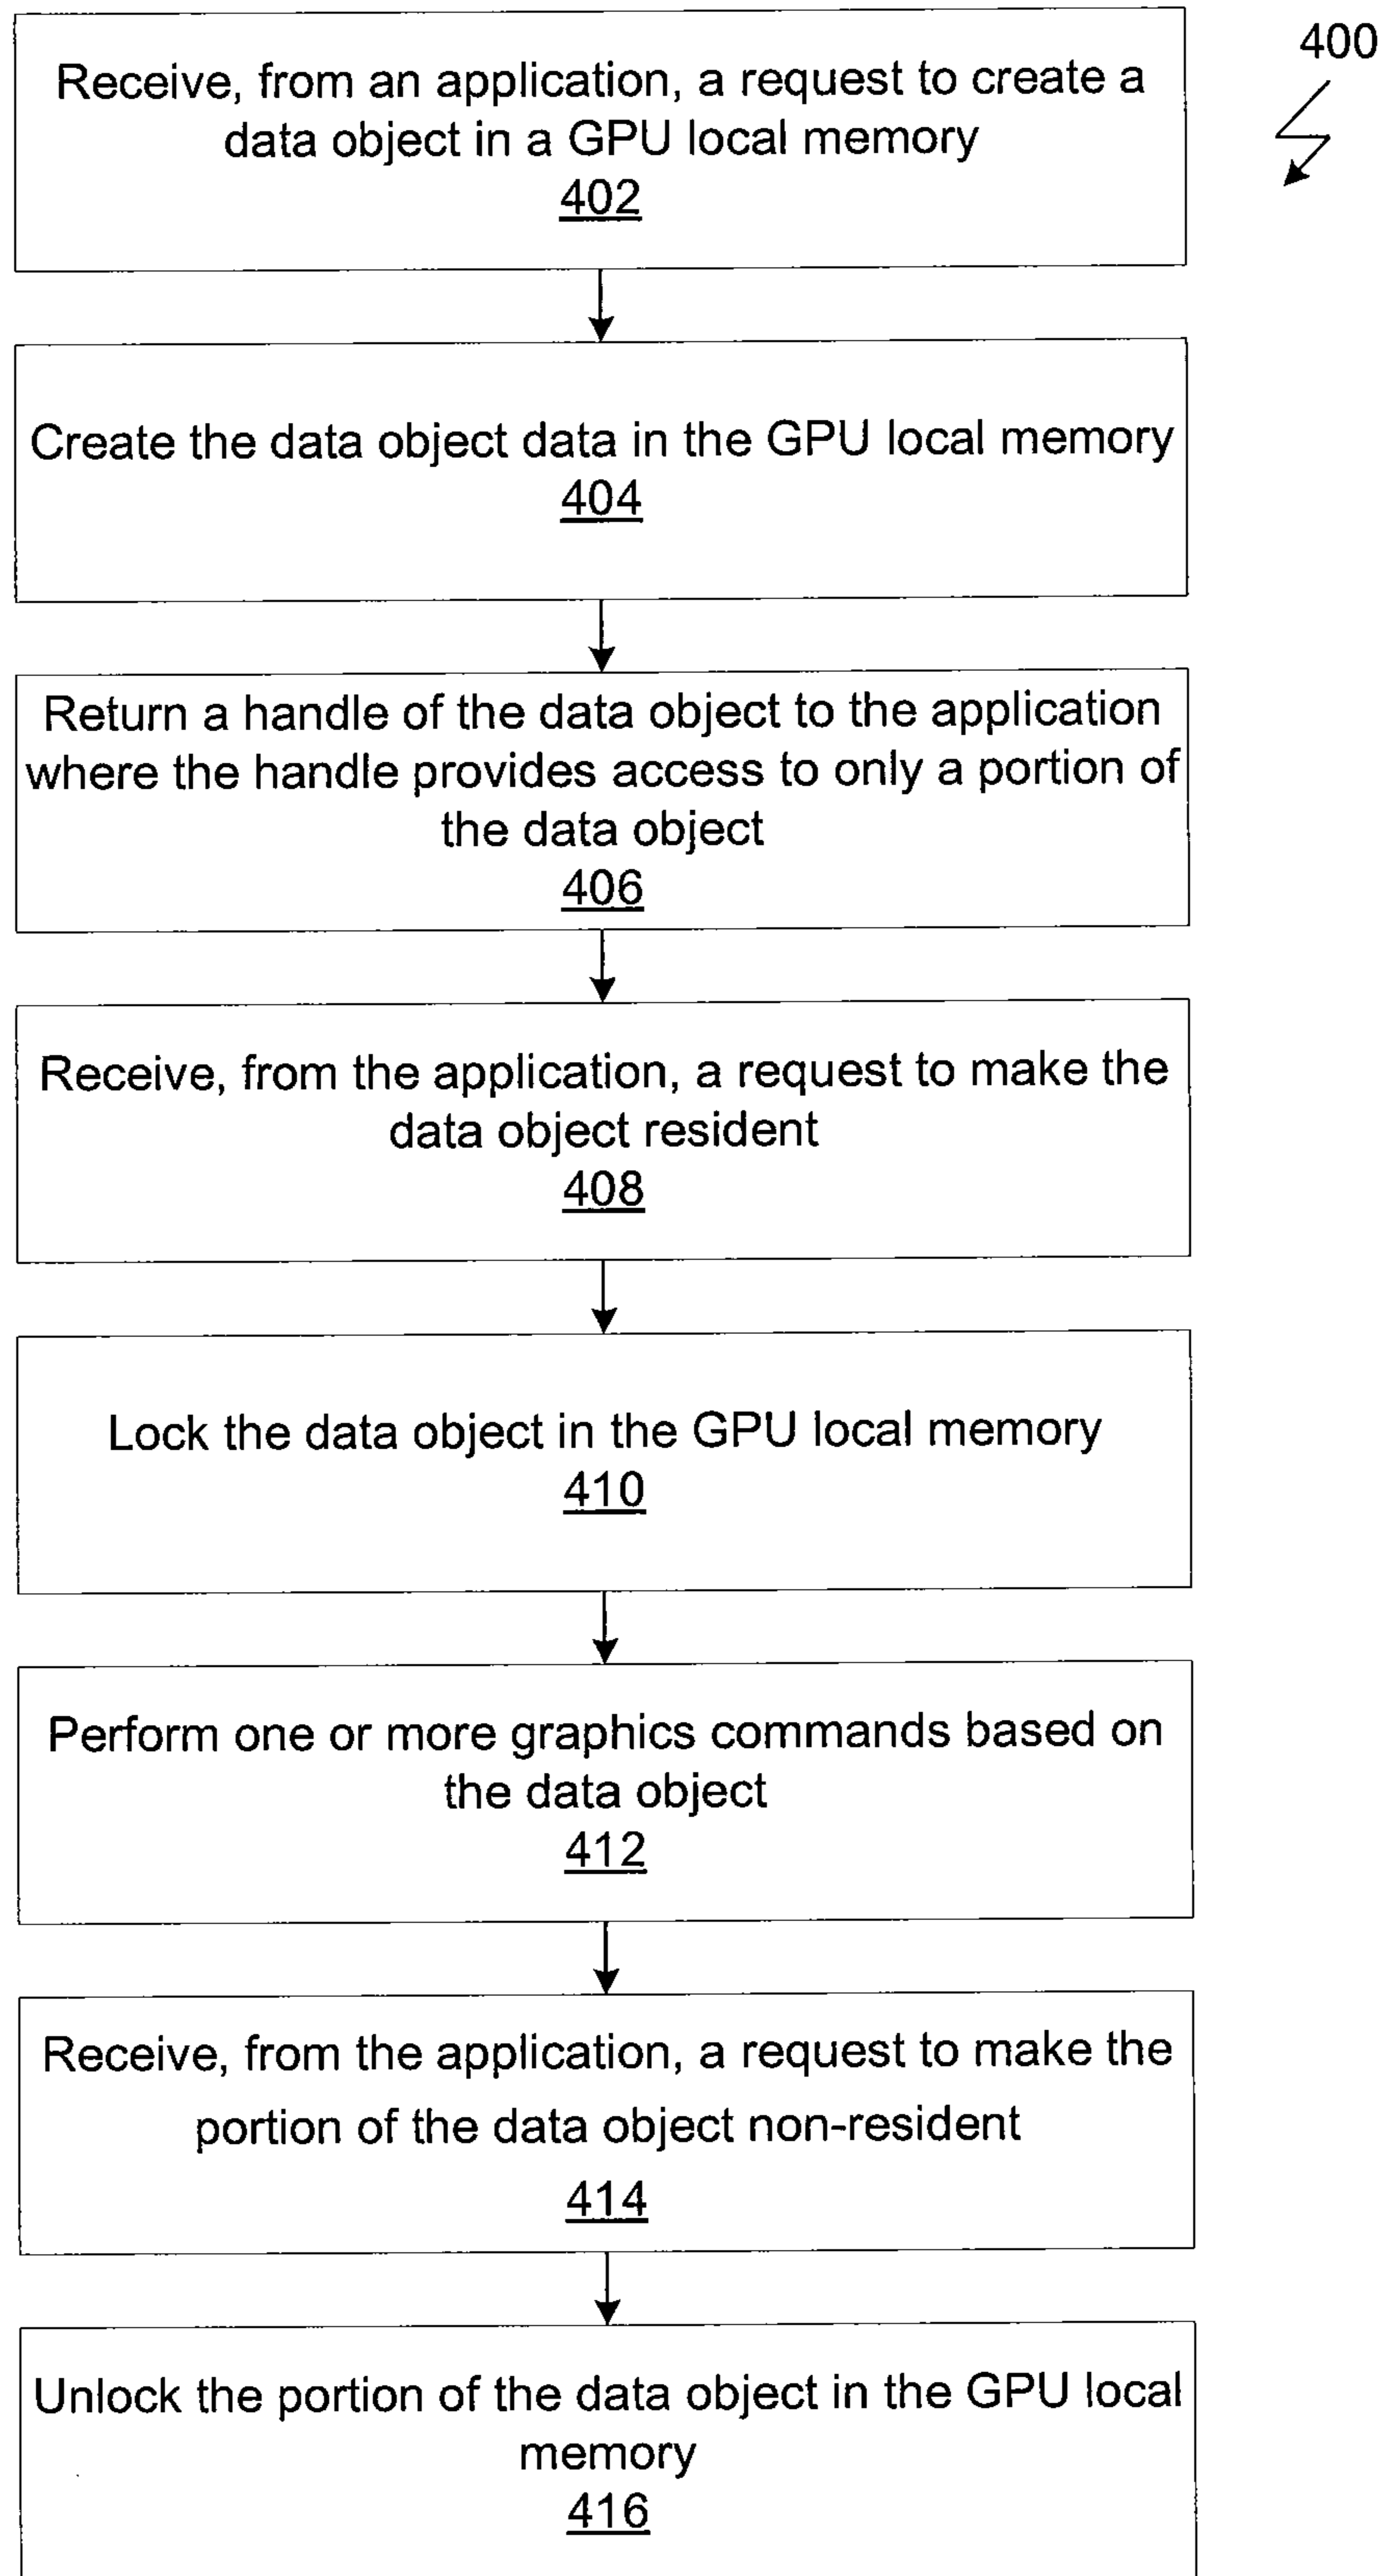 400
Receive, from an application, a request to create a
data object in a GPU local memory
402
Create the data object data in the GPU local memory
404
Return a handle of the data object to the application
where the handle provides access to only a portion of
the data object
406
Receive, from the application, a request to make the
data object resident
408
Lock the data object in the GPU local memory
410
Perform one or more graphics commands based on
the data object
412
Receive, from the application, a request to make the
portion of the data object non-resident
414
Unlock the portion of the data object in the GPU local
memory
416